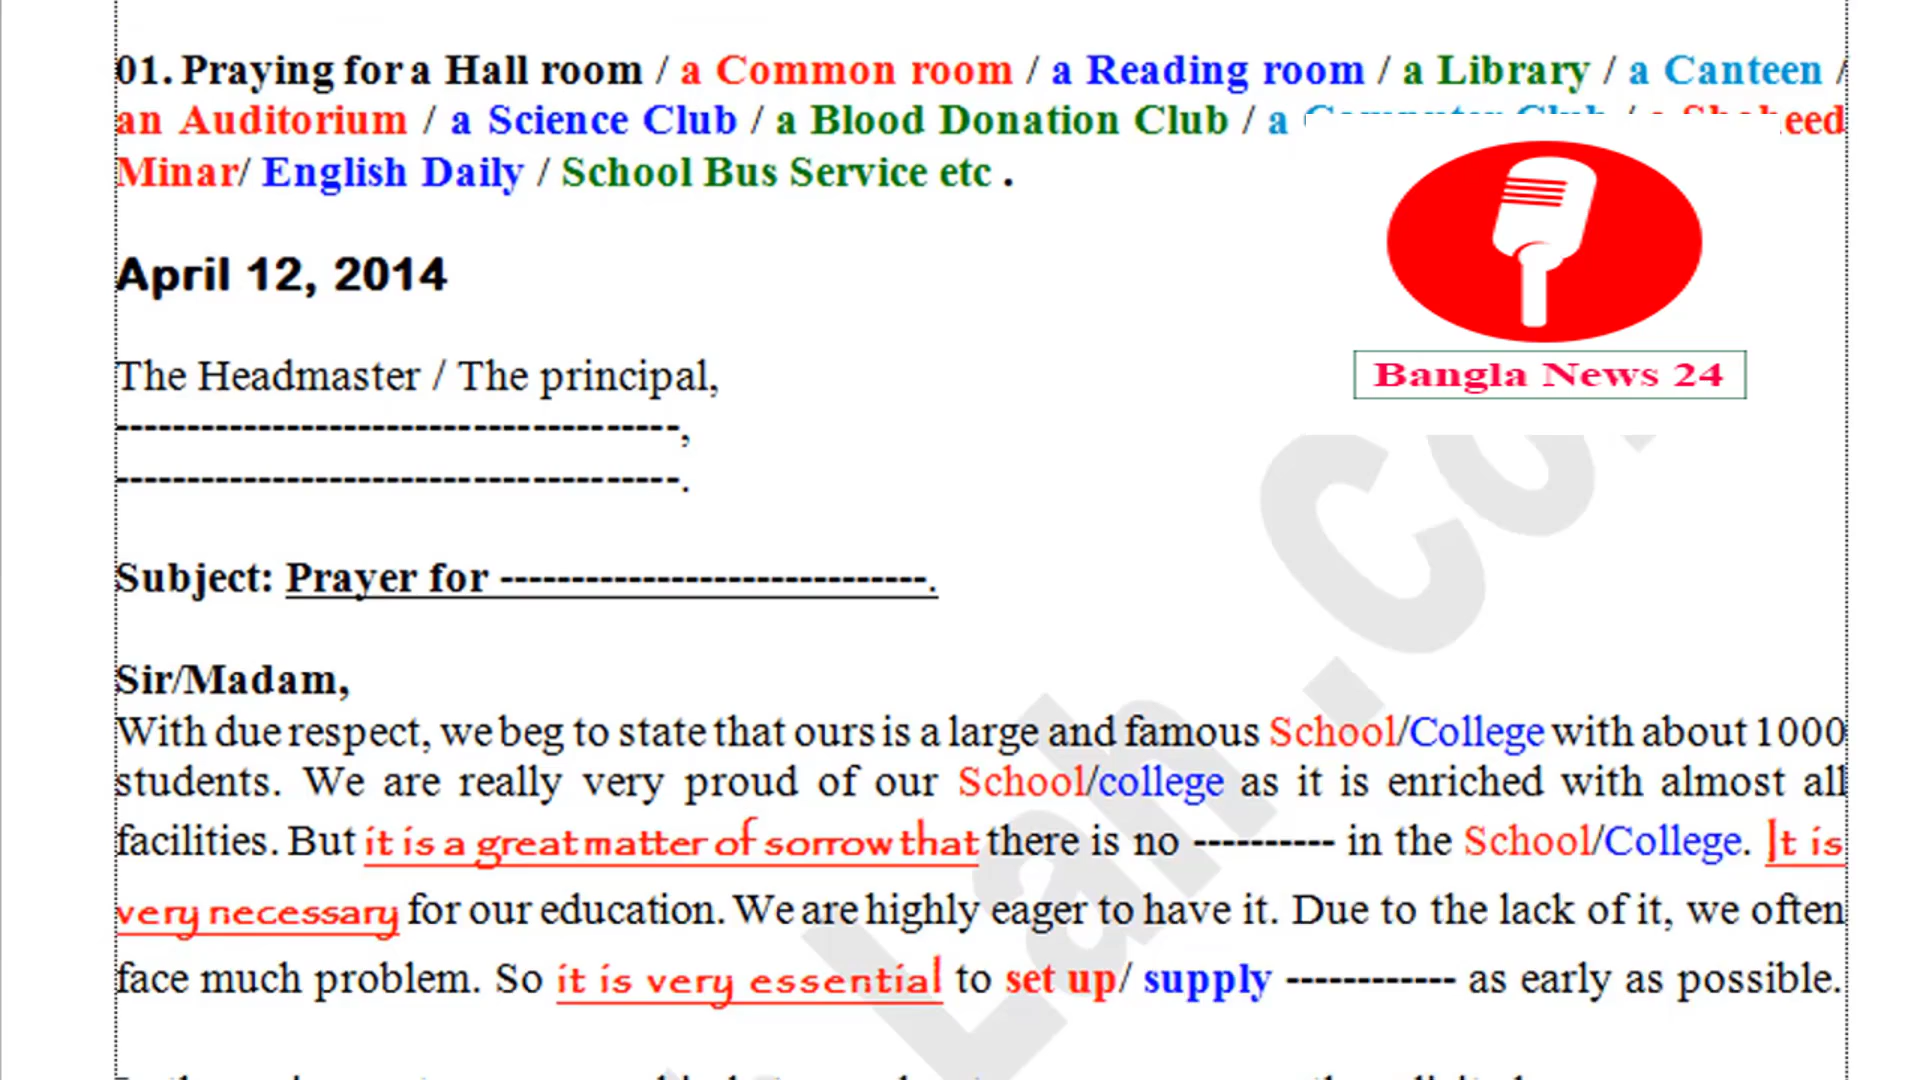 01. Praying for a Hall room / a Common room / a Reading room / a Library / a Canteen /
an Auditorium / a Science Club / a Blood Donation Club / a Computer Club / a Shaheed
Minar/ English Daily / School Bus Service etc .
April 12, 2014
Bangla News 24
The Headmaster / The principal,
----------------------------------------,
----------------------------------------.
Subject: Prayer for ------------------------------.
Sir/Madam,
With due respect, we beg to state that ours is a large and famous School/College with about 1000
students. We are really very proud of our School/college as it is enriched with almost all
facilities. But it is a great matter of sorrow that there is no ---------- in the School/College. It is
very necessary for our education. We are highly eager to have it. Due to the lack of it, we often
face much problem. So it is very essential to set up/ supply ------------ as early as possible.